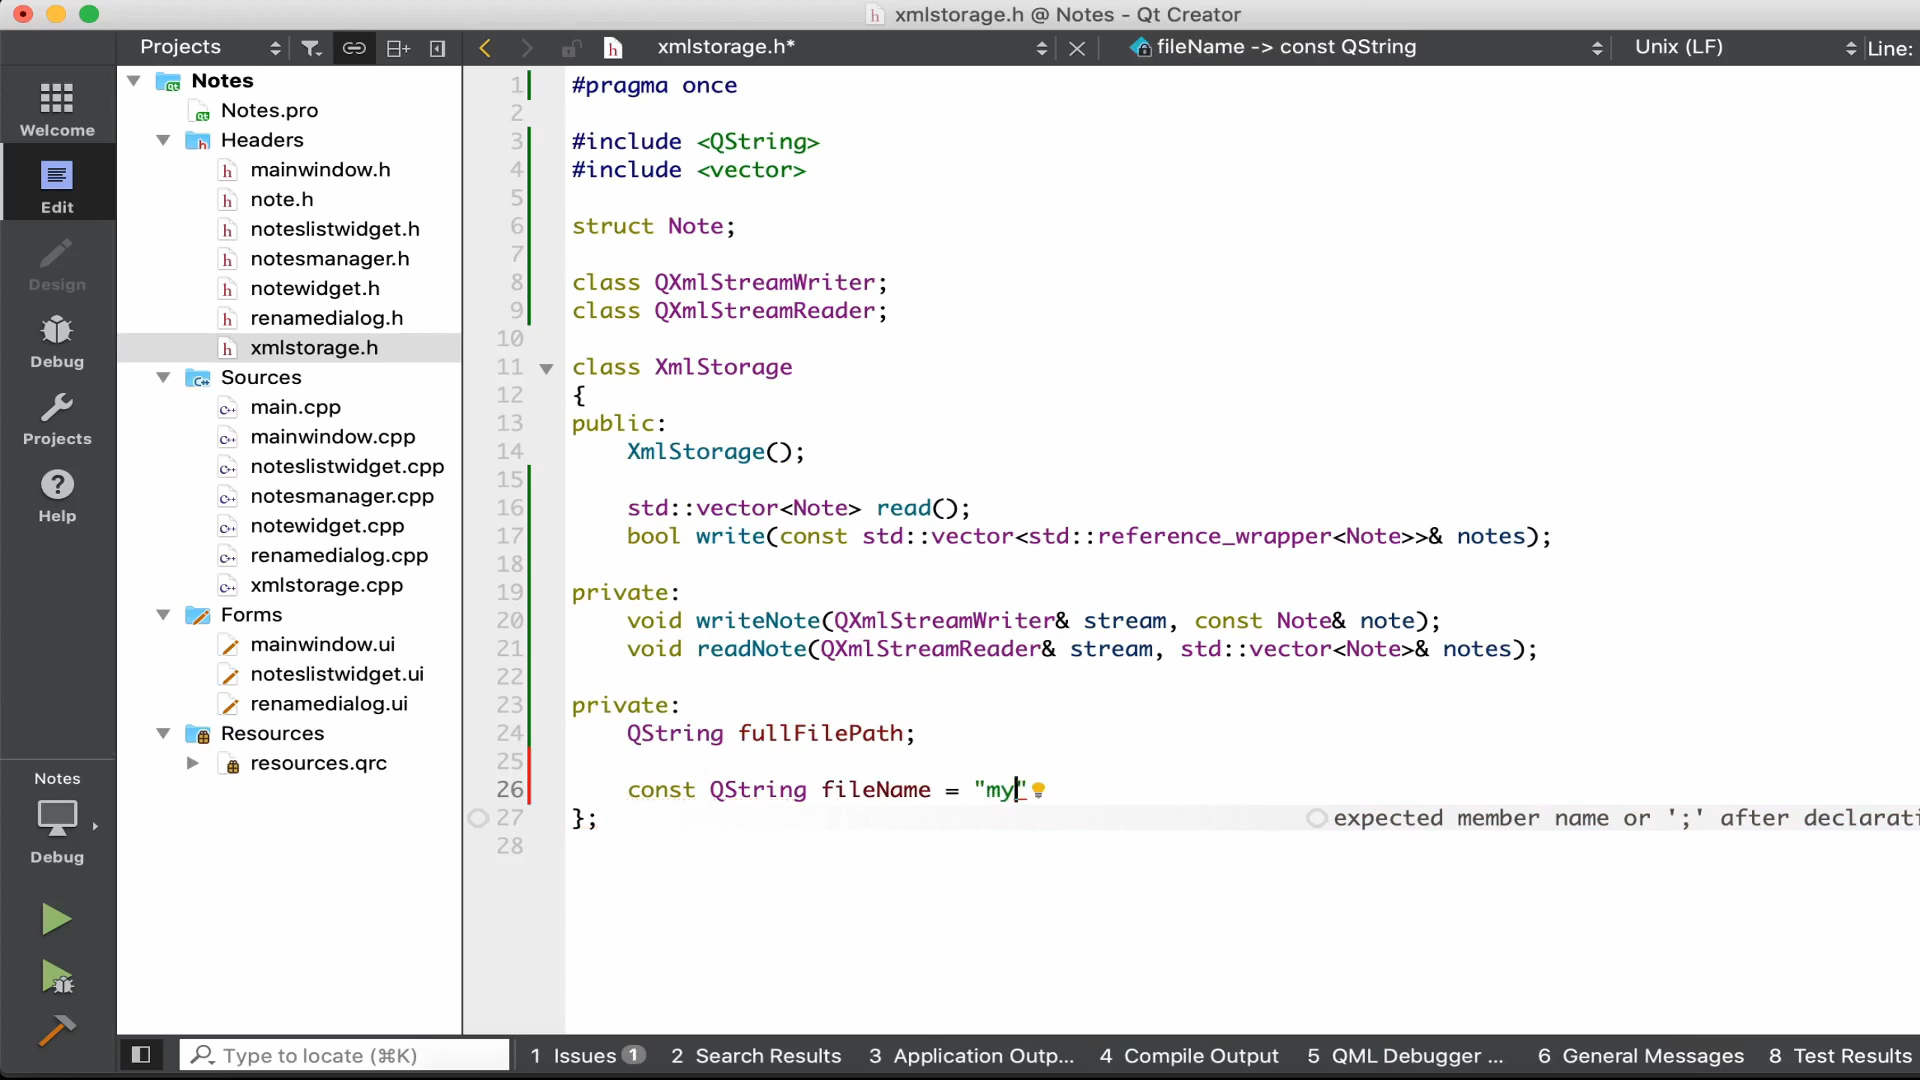 xmlstorage.h @ Notes - Qt Creator
Projects
xmlstorage.h*
fileName -> const QString
Unix (LF)
Line:
Welcome
Edit
Design
Debug
Projects
Help
Notes
Debug
Notes
Notes.pro
Headers
mainwindow.h
note.h
noteslistwidget.h
notesmanager.h
notewidget.h
renamedialog.h
xmlstorage.h
Sources
main.cpp
mainwindow.cpp
noteslistwidget.cpp
notesmanager.cpp
notewidget.cpp
renamedialog.cpp
xmlstorage.cpp
Forms
mainwindow.ui
noteslistwidget.ui
renamedialog.ui
Resources
resources.qrc
1 #pragma once
2
3 #include <QString>
4 #include <vector>
5
6 struct Note;
7
8 class QXmlStreamWriter;
9 class QXmlStreamReader;
10
11 class XmlStorage
12 {
13 public:
14 XmlStorage();
15
16 std::vector<Note> read();
17 bool write(const std::vector<std::reference_wrapper<Note>>& notes);
18
19 private:
20 void writeNote(QXmlStreamWriter& stream, const Note& note);
21 void readNote(QXmlStreamReader& stream, std::vector<Note>& notes);
22
23 private:
24 QString fullFilePath;
25
26 const QString fileName = "my"
27 }; expected member name or ';' after declarati
28
Type to locate (⌘K)
1 Issues 1
2 Search Results
3 Application Outp...
4 Compile Output
5 QML Debugger ...
6 General Messages
8 Test Results